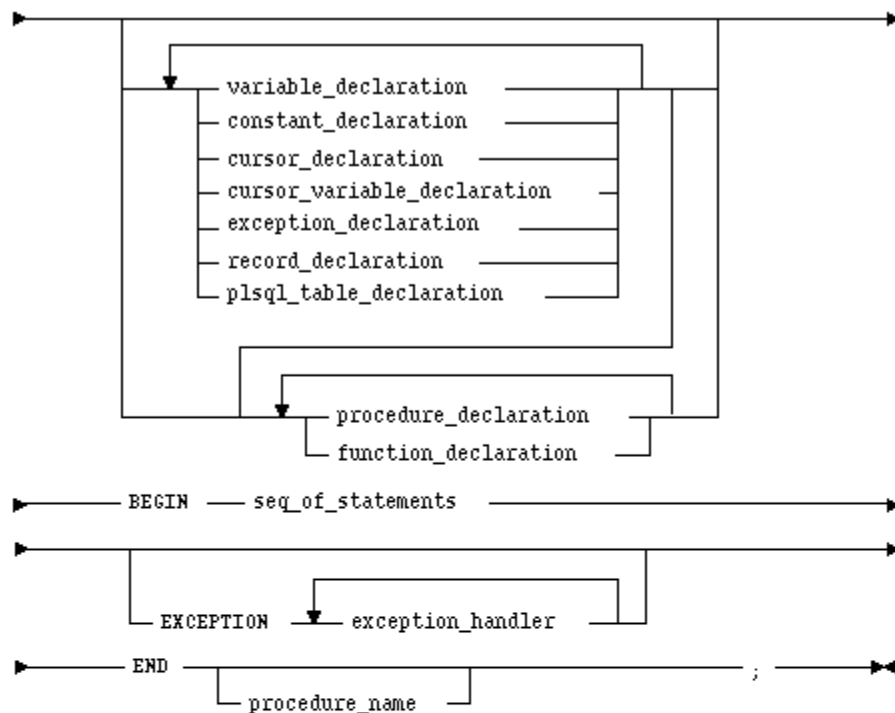 variable_declaration
constant_declaration
cursor_declaration
cursor_variable_declaration
exception_declaration
record_declaration
plsql_table_declaration
procedure_declaration
function_declaration
BEGIN seq_of_statements
EXCEPTION exception_handler
END ;
procedure_name